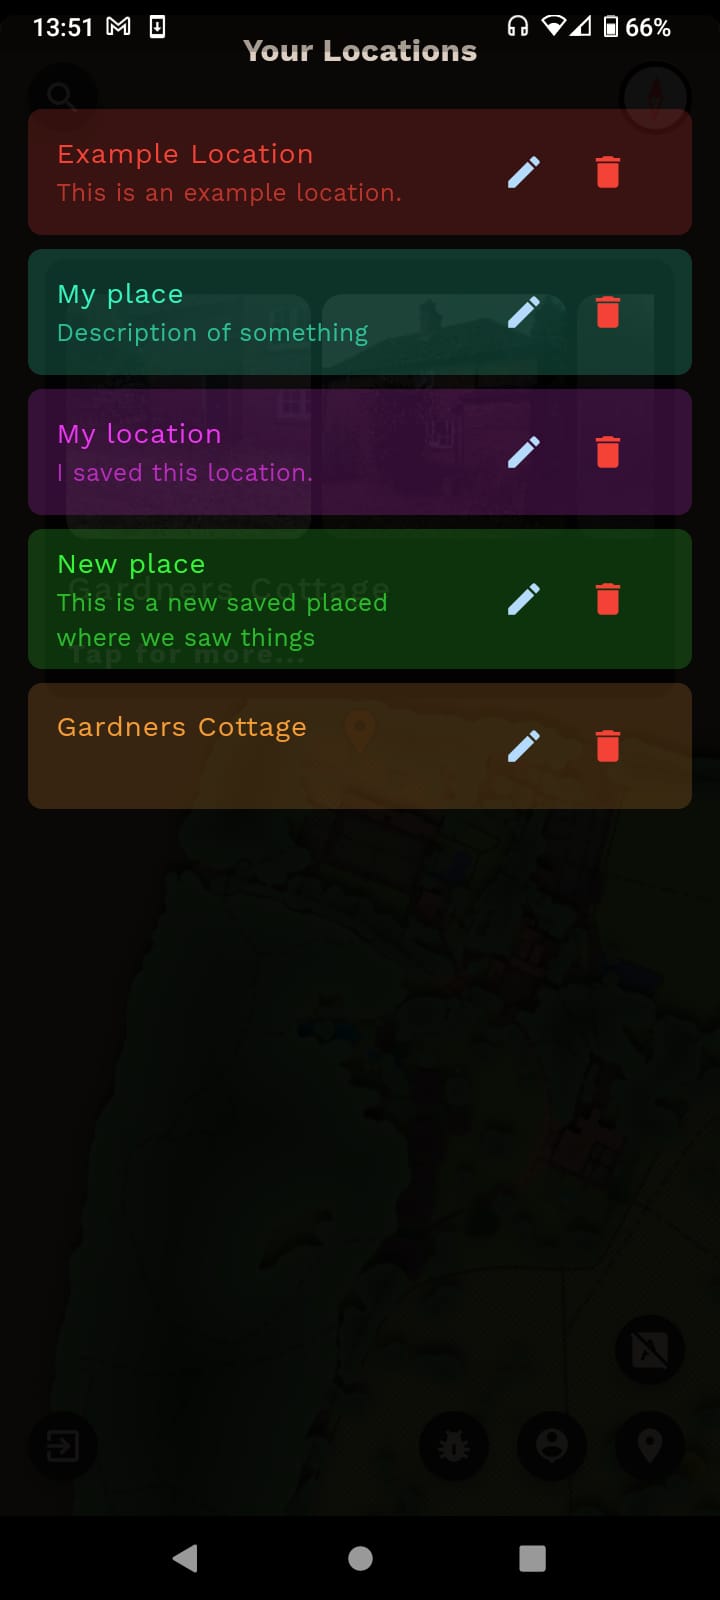 13:51
66%
Your Locations
Example Location
This is an example location.
My place
Description of something
My location
I saved this location.
New place
Gardners Cottage
This is a new saved placed
where we saw things
Tap for more...
Gardners Cottage